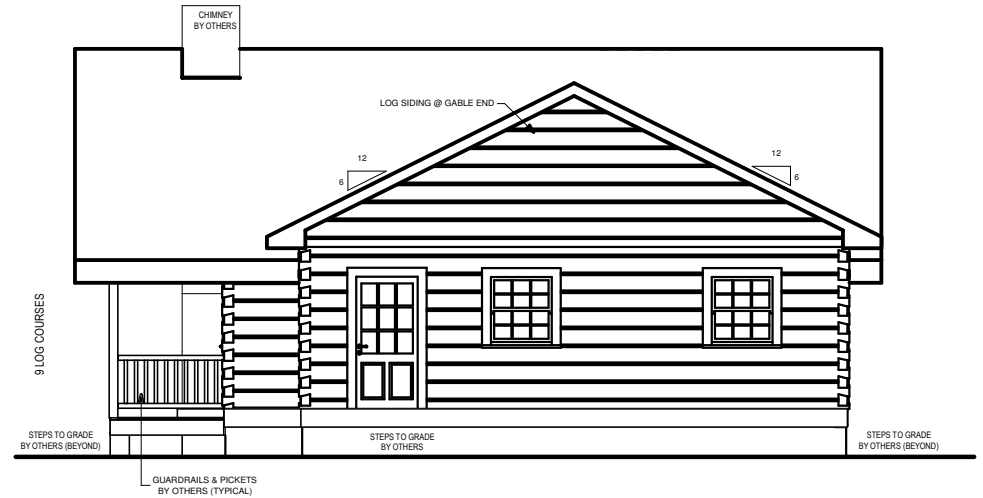 CHIMNEY
BY OTHERS
LOG SIDING @ GABLE END
12
6
12
6
9 LOG COURSES
STEPS TO GRADE
BY OTHERS (BEYOND)
STEPS TO GRADE
BY OTHERS
STEPS TO GRADE
BY OTHERS (BEYOND)
GUARDRAILS & PICKETS
BY OTHERS (TYPICAL)